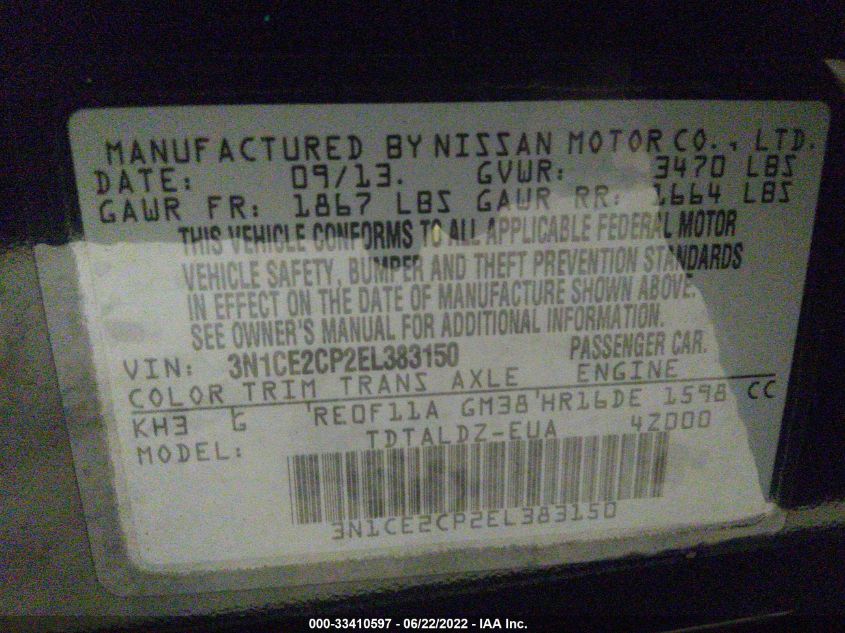 MANUFACTURED BY NISSAN MOTOR CO., LTD.
DATE: 09/13. GVWR: 3470 LBS
GAWR FR: 1867 LBS GAWR RR: 1664 LBS
THIS VEHICLE CONFORMS TO ALL APPLICABLE FEDERAL MOTOR
VEHICLE SAFETY, BUMPER AND THEFT PREVENTION STANDARDS
IN EFFECT ON THE DATE OF MANUFACTURE SHOWN ABOVE.
SEE OWNER'S MANUAL FOR ADDITIONAL INFORMATION.
VIN: 3N1CE2CP2EL383150 PASSENGER CAR.
COLOR TRIM TRANS AXLE ENGINE
KH3 G RE0F11A GM38 HR16DE 1598 CC
MODEL: TDTALDZ-EUA 4Z000
3N1CE2CP2EL383150
000-33410597 - 06/22/2022 - IAA Inc.